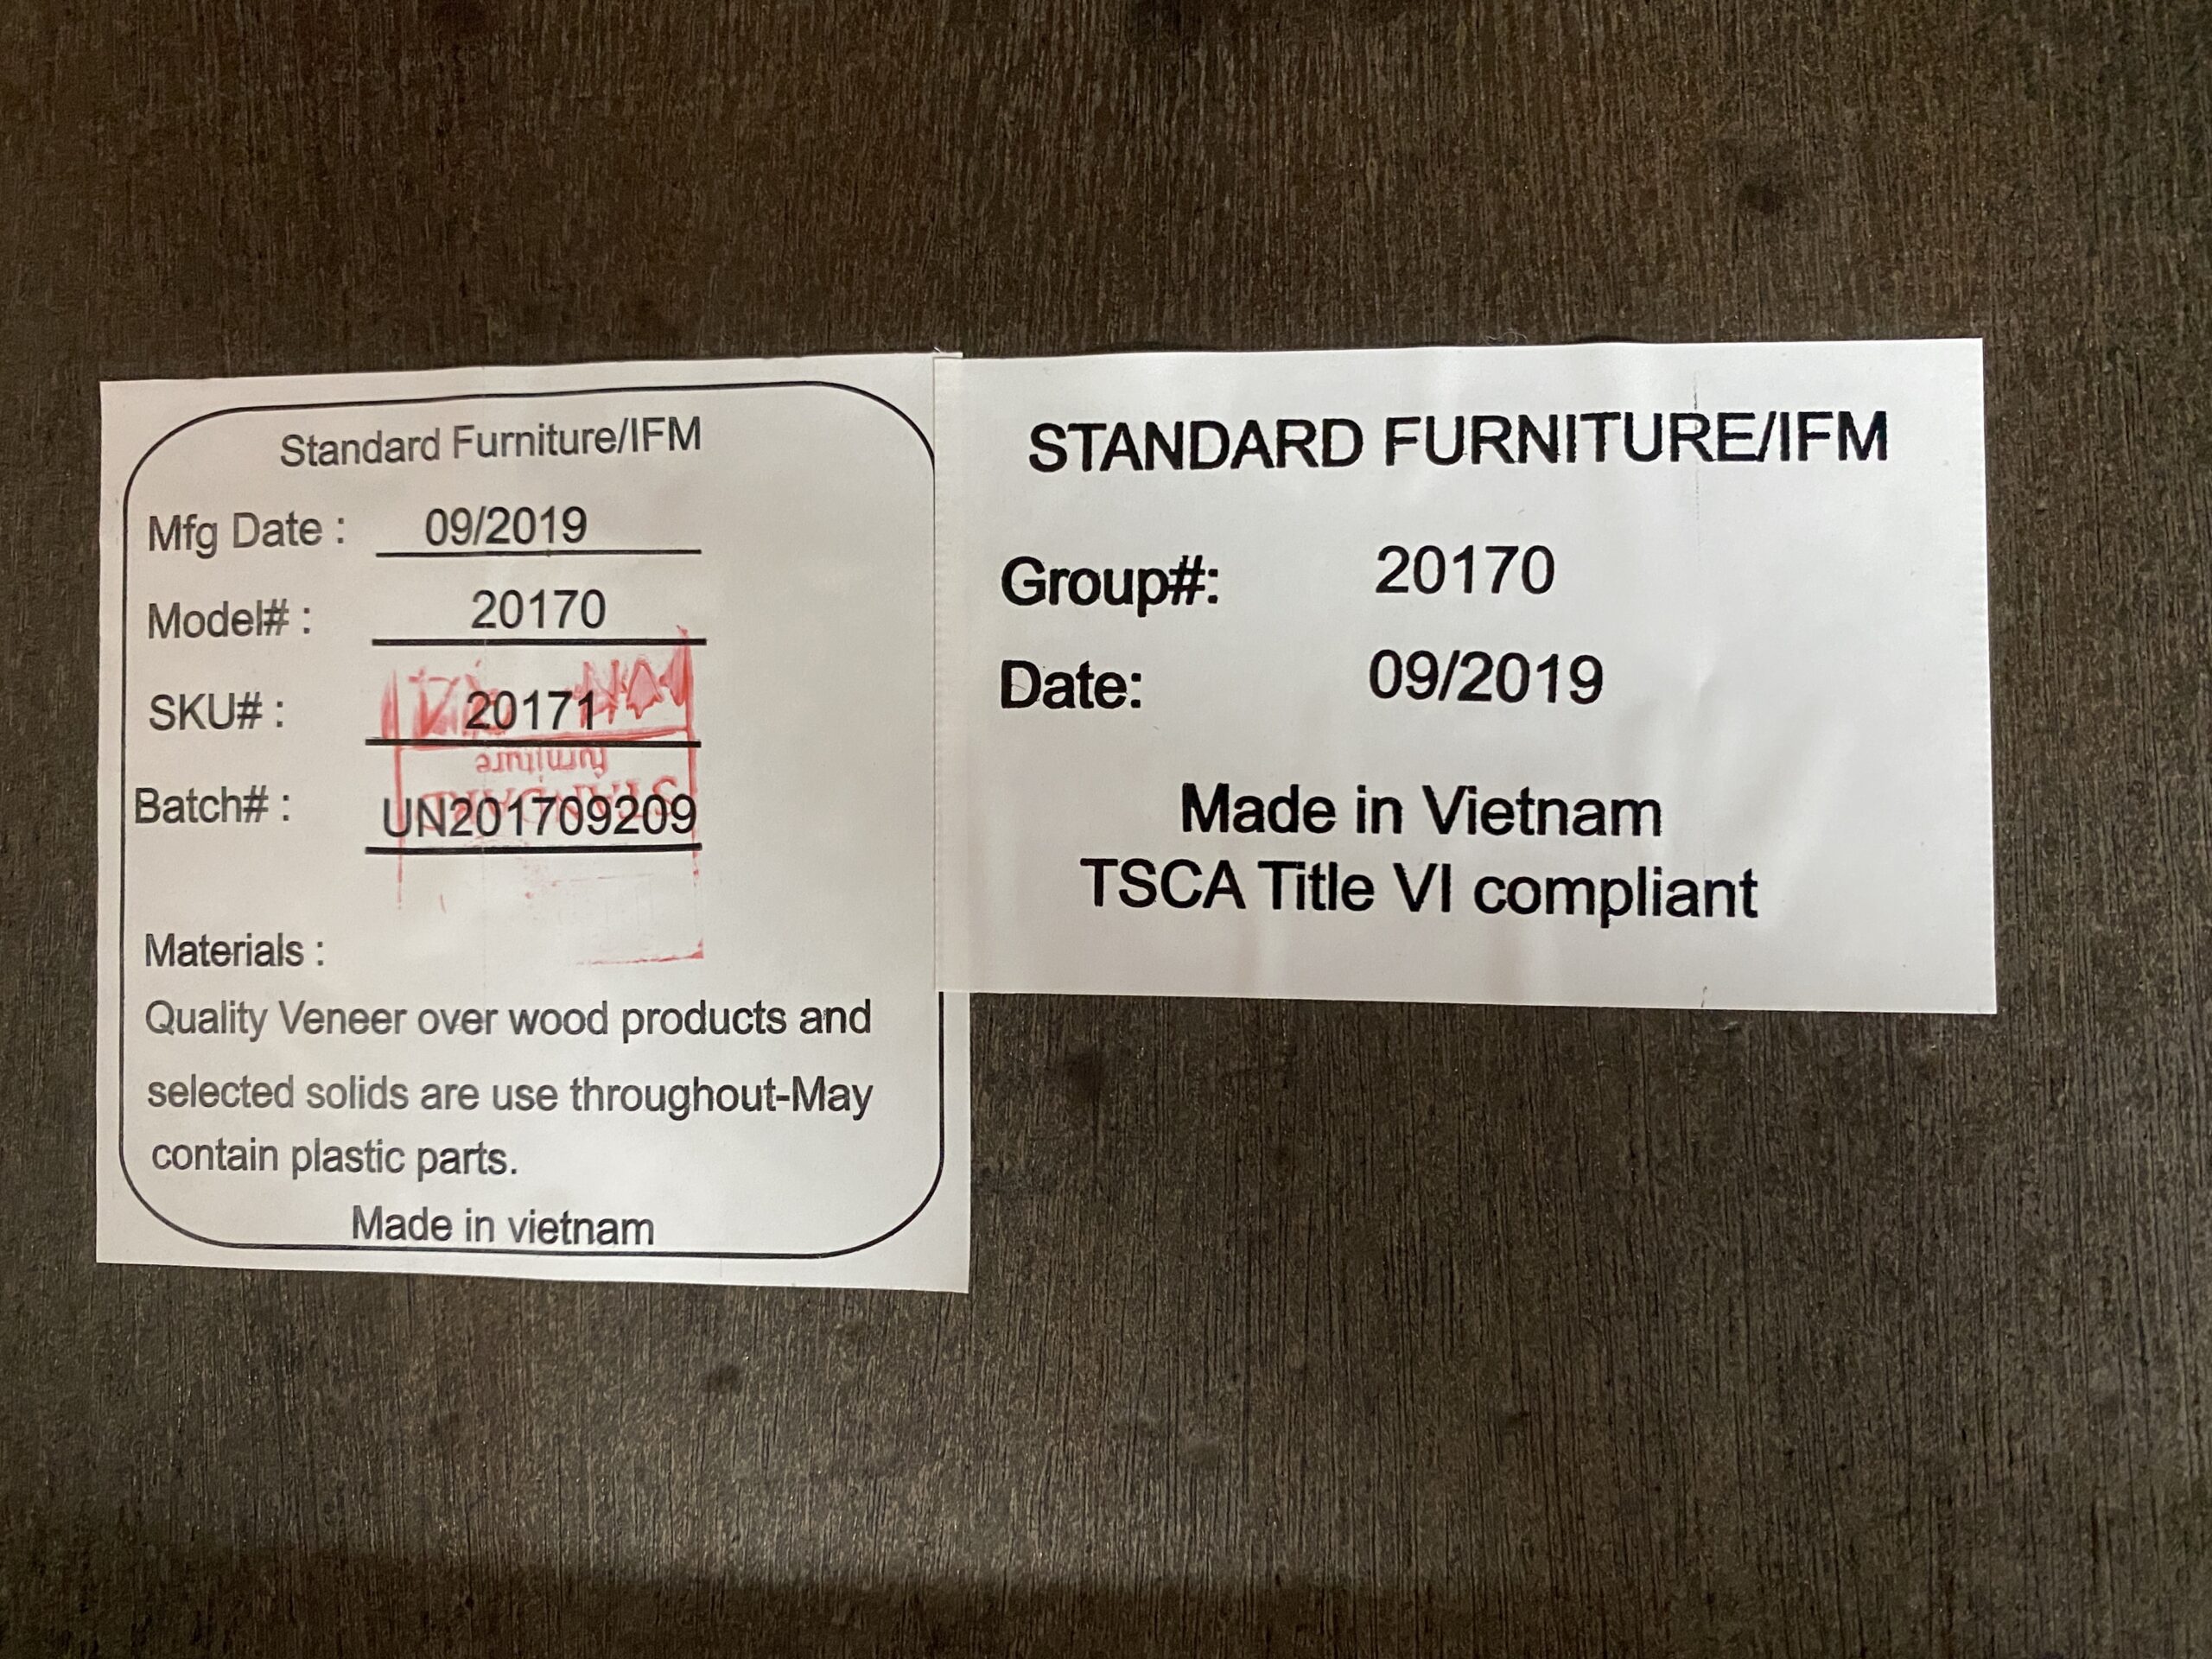 Standard Furniture/IFM
Mfg Date : 09/2019
Model# : 20170
SKU# : 20171
Batch# : UN201709209
STANDARD
furniture
Materials :
Quality Veneer over wood products and
selected solids are use throughout-May
contain plastic parts.
Made in vietnam
STANDARD FURNITURE/IFM
Group#: 20170
Date: 09/2019
Made in Vietnam
TSCA Title VI compliant